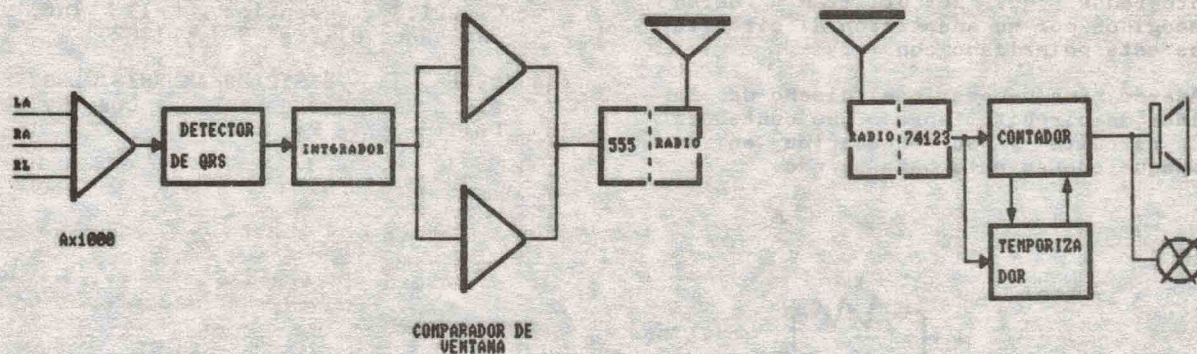 LA
RA
RL
Ax1000
DETECTOR
DE QRS
INTGRADOR
COMPARADOR DE
VENTANA
555
RADIO
RADIO
74123
CONTADOR
TEMPORIZA
DOR